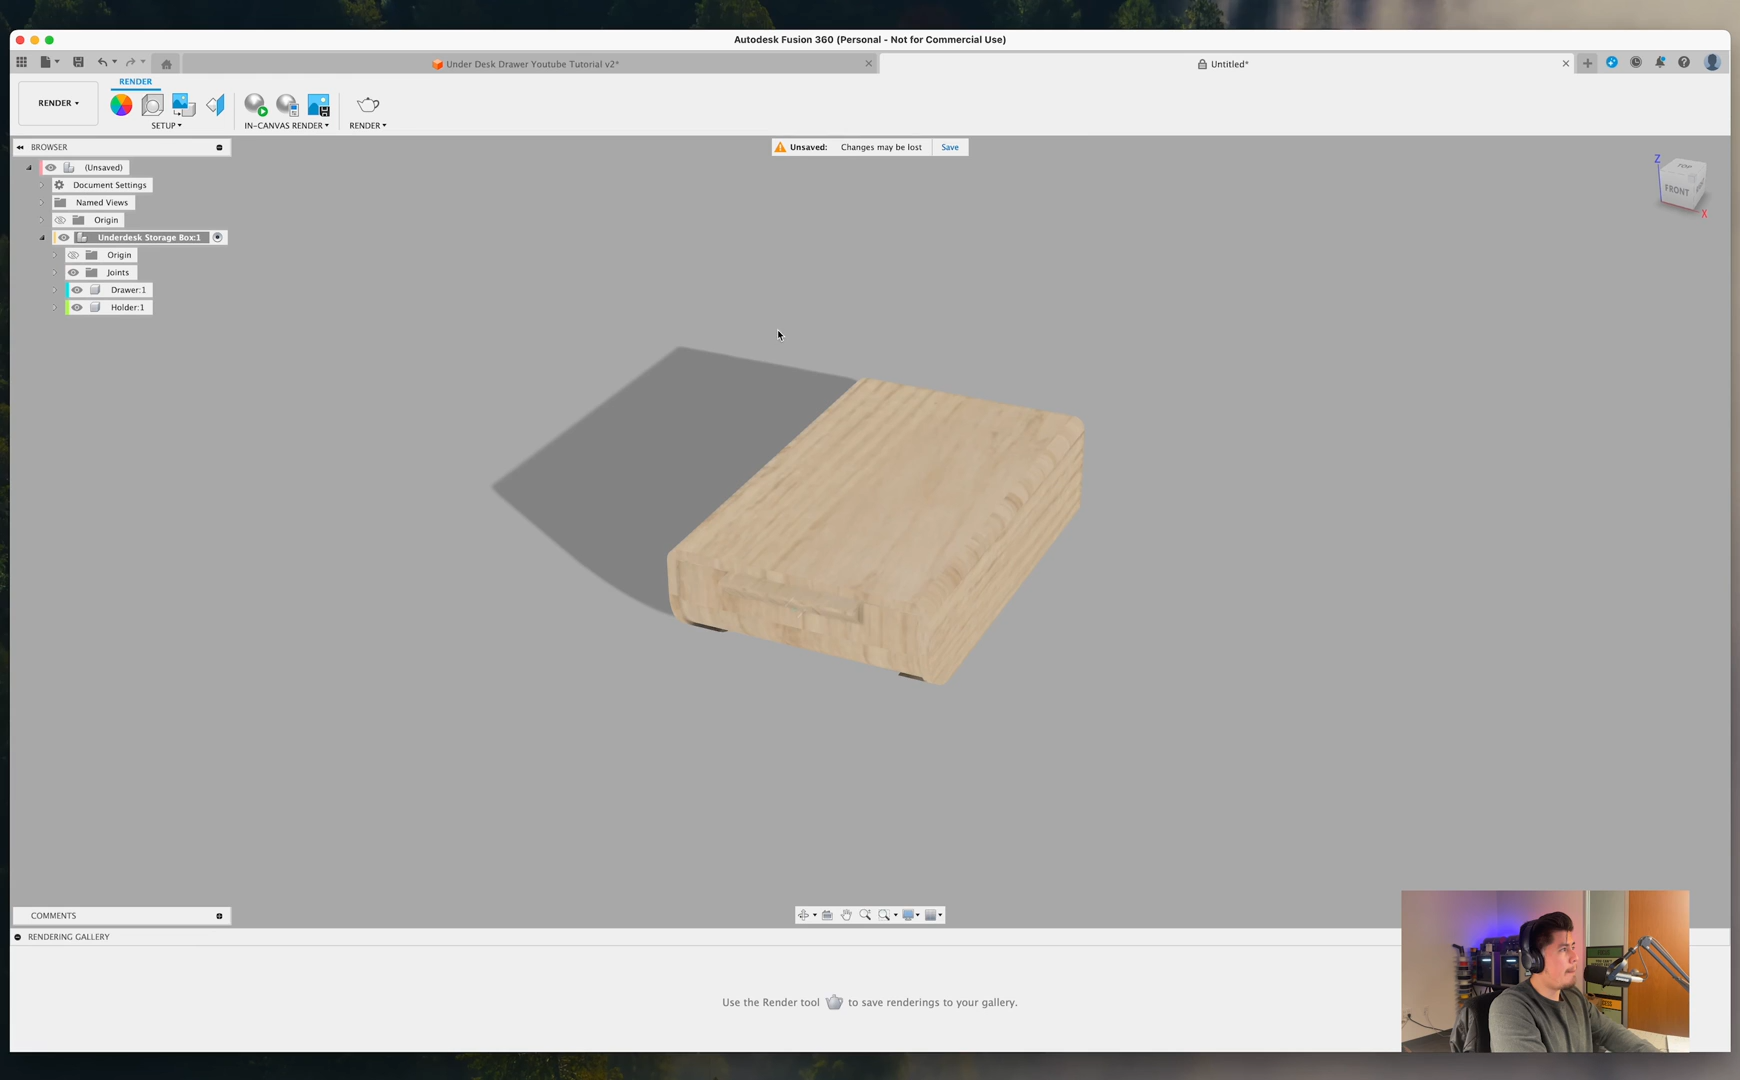 Autodesk Fusion 360 (Personal - Not for Commercial Use)
Under Desk Drawer Youtube Tutorial v2*
Untitled*
RENDER
RENDER
SETUP
IN-CANVAS RENDER
RENDER
BROWSER
Unsaved: Changes may be lost Save
(Unsaved)
Document Settings
Named Views
Origin
Underdesk Storage Box:1
Origin
Joints
Drawer:1
Holder:1
Z
TOP
FRONT
X
COMMENTS
RENDERING GALLERY
Use the Render tool to save renderings to your gallery.